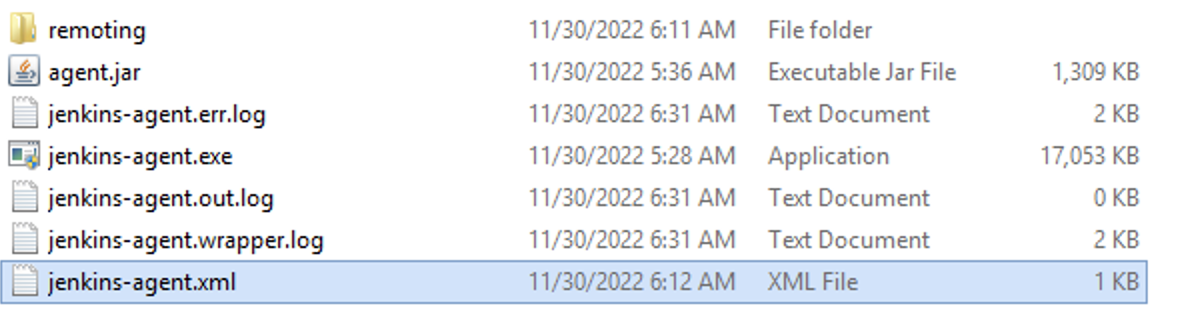 remoting 11/30/2022 6:11 AM File folder
agent.jar 11/30/2022 5:36 AM Executable Jar File 1,309 KB
jenkins-agent.err.log 11/30/2022 6:31 AM Text Document 2 KB
jenkins-agent.exe 11/30/2022 5:28 AM Application 17,053 KB
jenkins-agent.out.log 11/30/2022 6:31 AM Text Document 0 KB
jenkins-agent.wrapper.log 11/30/2022 6:31 AM Text Document 2 KB
jenkins-agent.xml 11/30/2022 6:12 AM XML File 1 KB